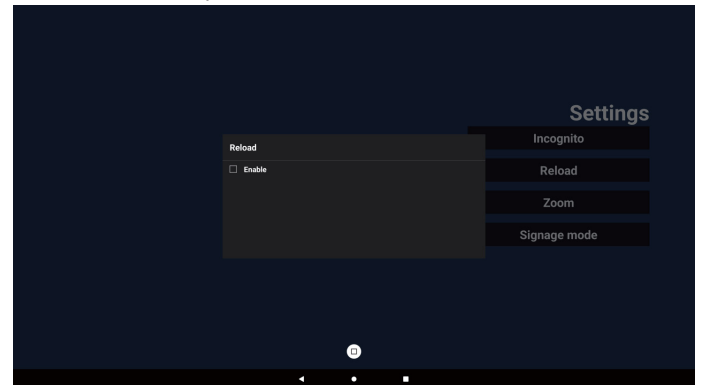 Settings
Incognito
Reload
Enable
Reload
Zoom
Signage mode